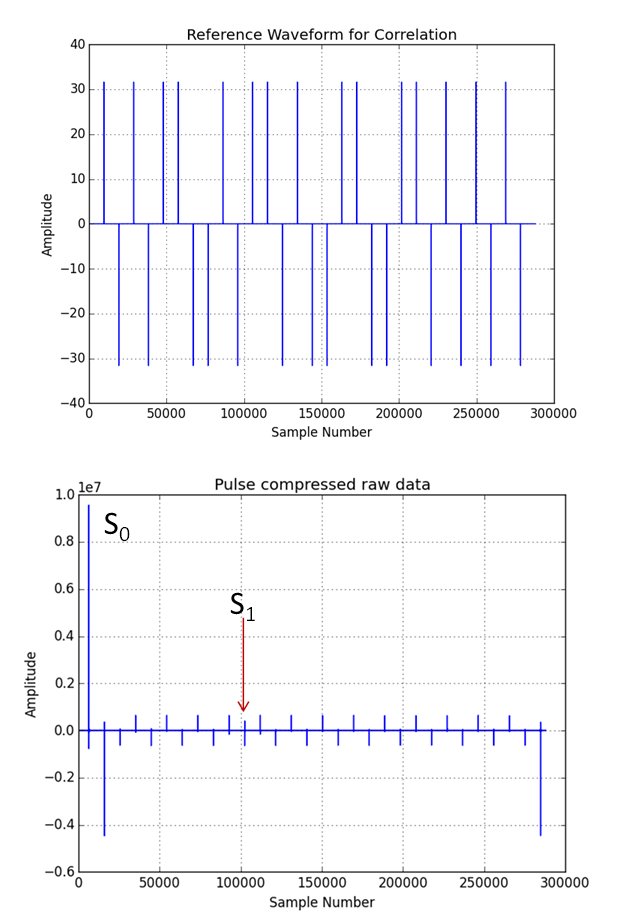 Reference Waveform for Correlation
40
30
20
10
0
−10
−20
−30
−40
Amplitude
0 50000 100000 150000 200000 250000 300000
Sample Number
Pulse compressed raw data
1e7
1.0
0.8
0.6
0.4
0.2
0.0
−0.2
−0.4
−0.6
Amplitude
S0
S1
0 50000 100000 150000 200000 250000 300000
Sample Number